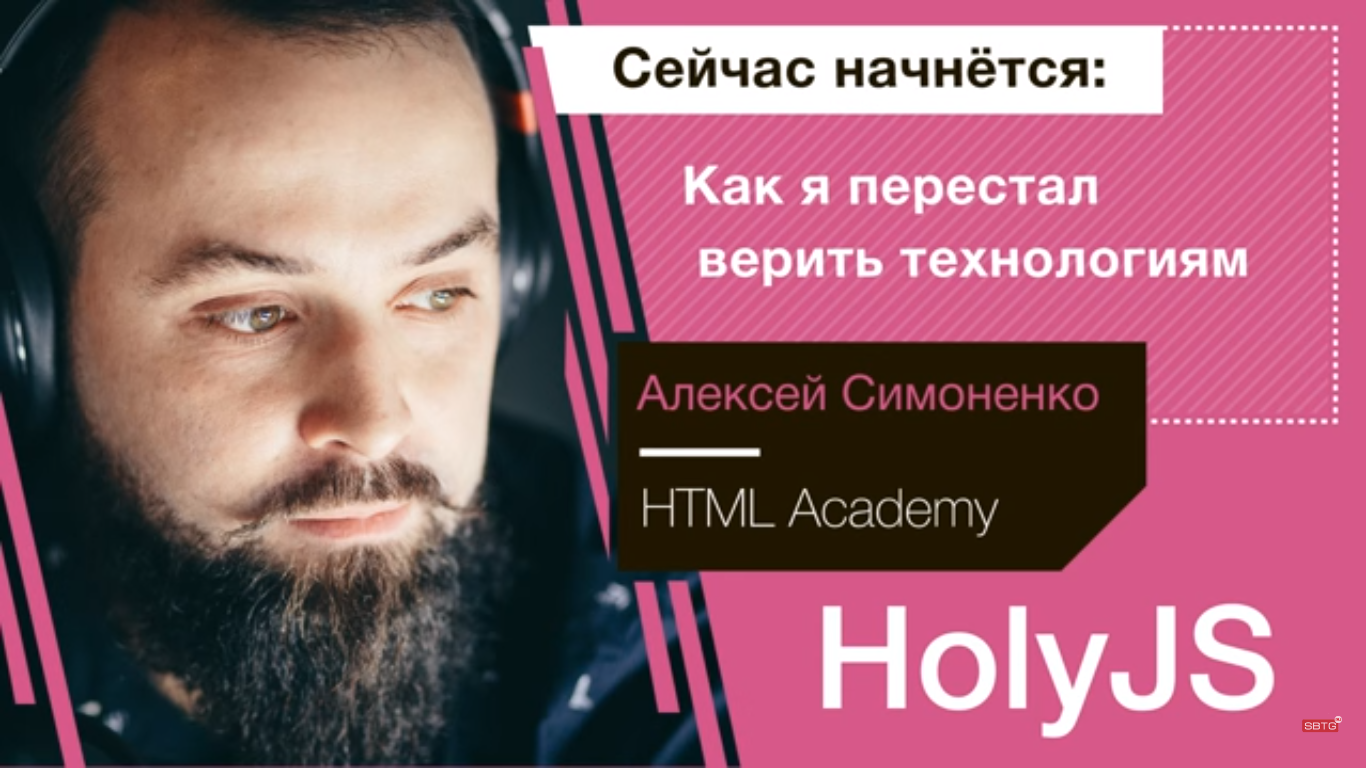 Сейчас начнётся:
Как я перестал
верить технологиям
Алексей Симоненко
HTML Academy
HolyJS
SBTG